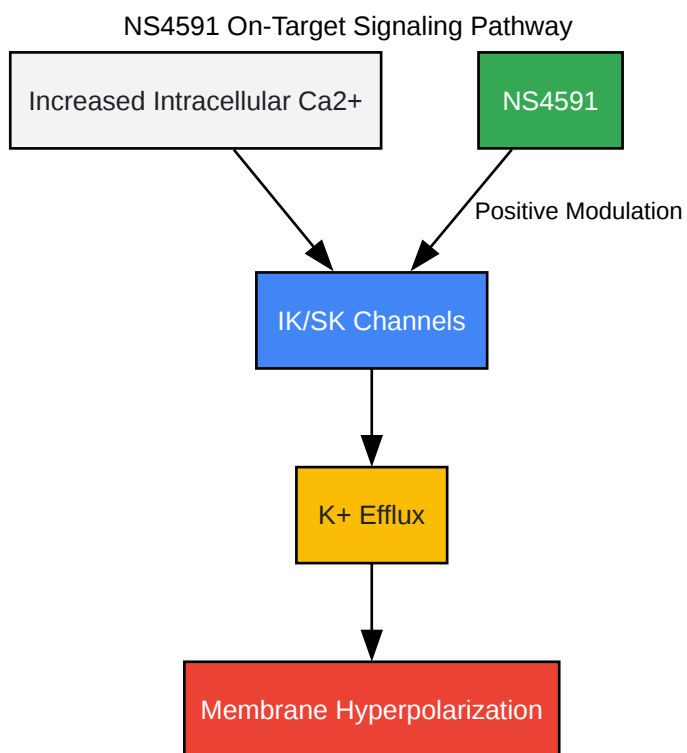 NS4591 On-Target Signaling Pathway
Increased Intracellular Ca2+
NS4591
Positive Modulation
IK/SK Channels
K+ Efflux
Membrane Hyperpolarization